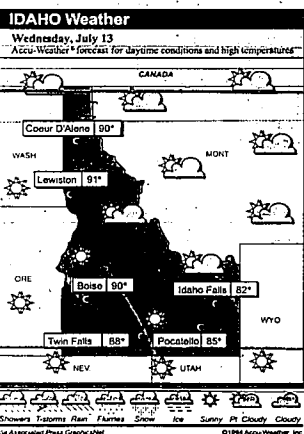 IDAHO Weather
Wednesday, July 13
Accu-Weather® forecast for daytime conditions and high temperatures
CANADA
Coeur D'Alene 90°
WASH
MONT
Lewiston 91°
ORE
Boise 90°
Idaho Falls 82°
WYO
Twin Falls 88°
Pocatello 85°
NEV.
UTAH
Showers T-storms Rain Flurries Snow Ice Sunny Pt. Cloudy Cloudy
Associated Press GraphicsNet
©1994 Accu-Weather, Inc.